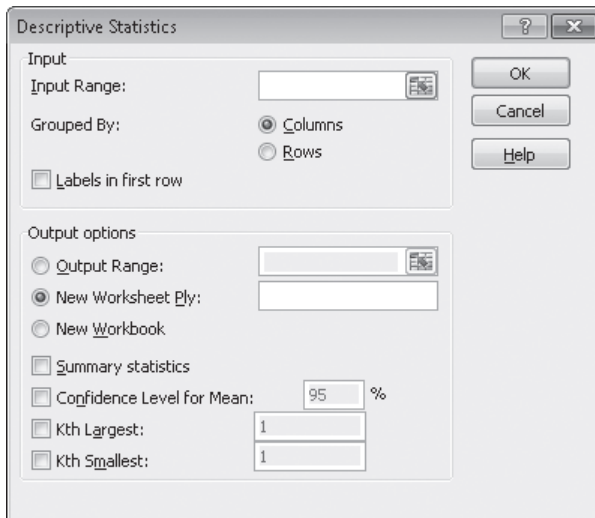 Descriptive Statistics
?
Input
Input Range:
Grouped By:
Columns
Rows
Labels in first row
OK
Cancel
Help
Output options
Output Range:
New Worksheet Ply:
New Workbook
Summary statistics
Confidence Level for Mean: 95 %
Kth Largest: 1
Kth Smallest: 1